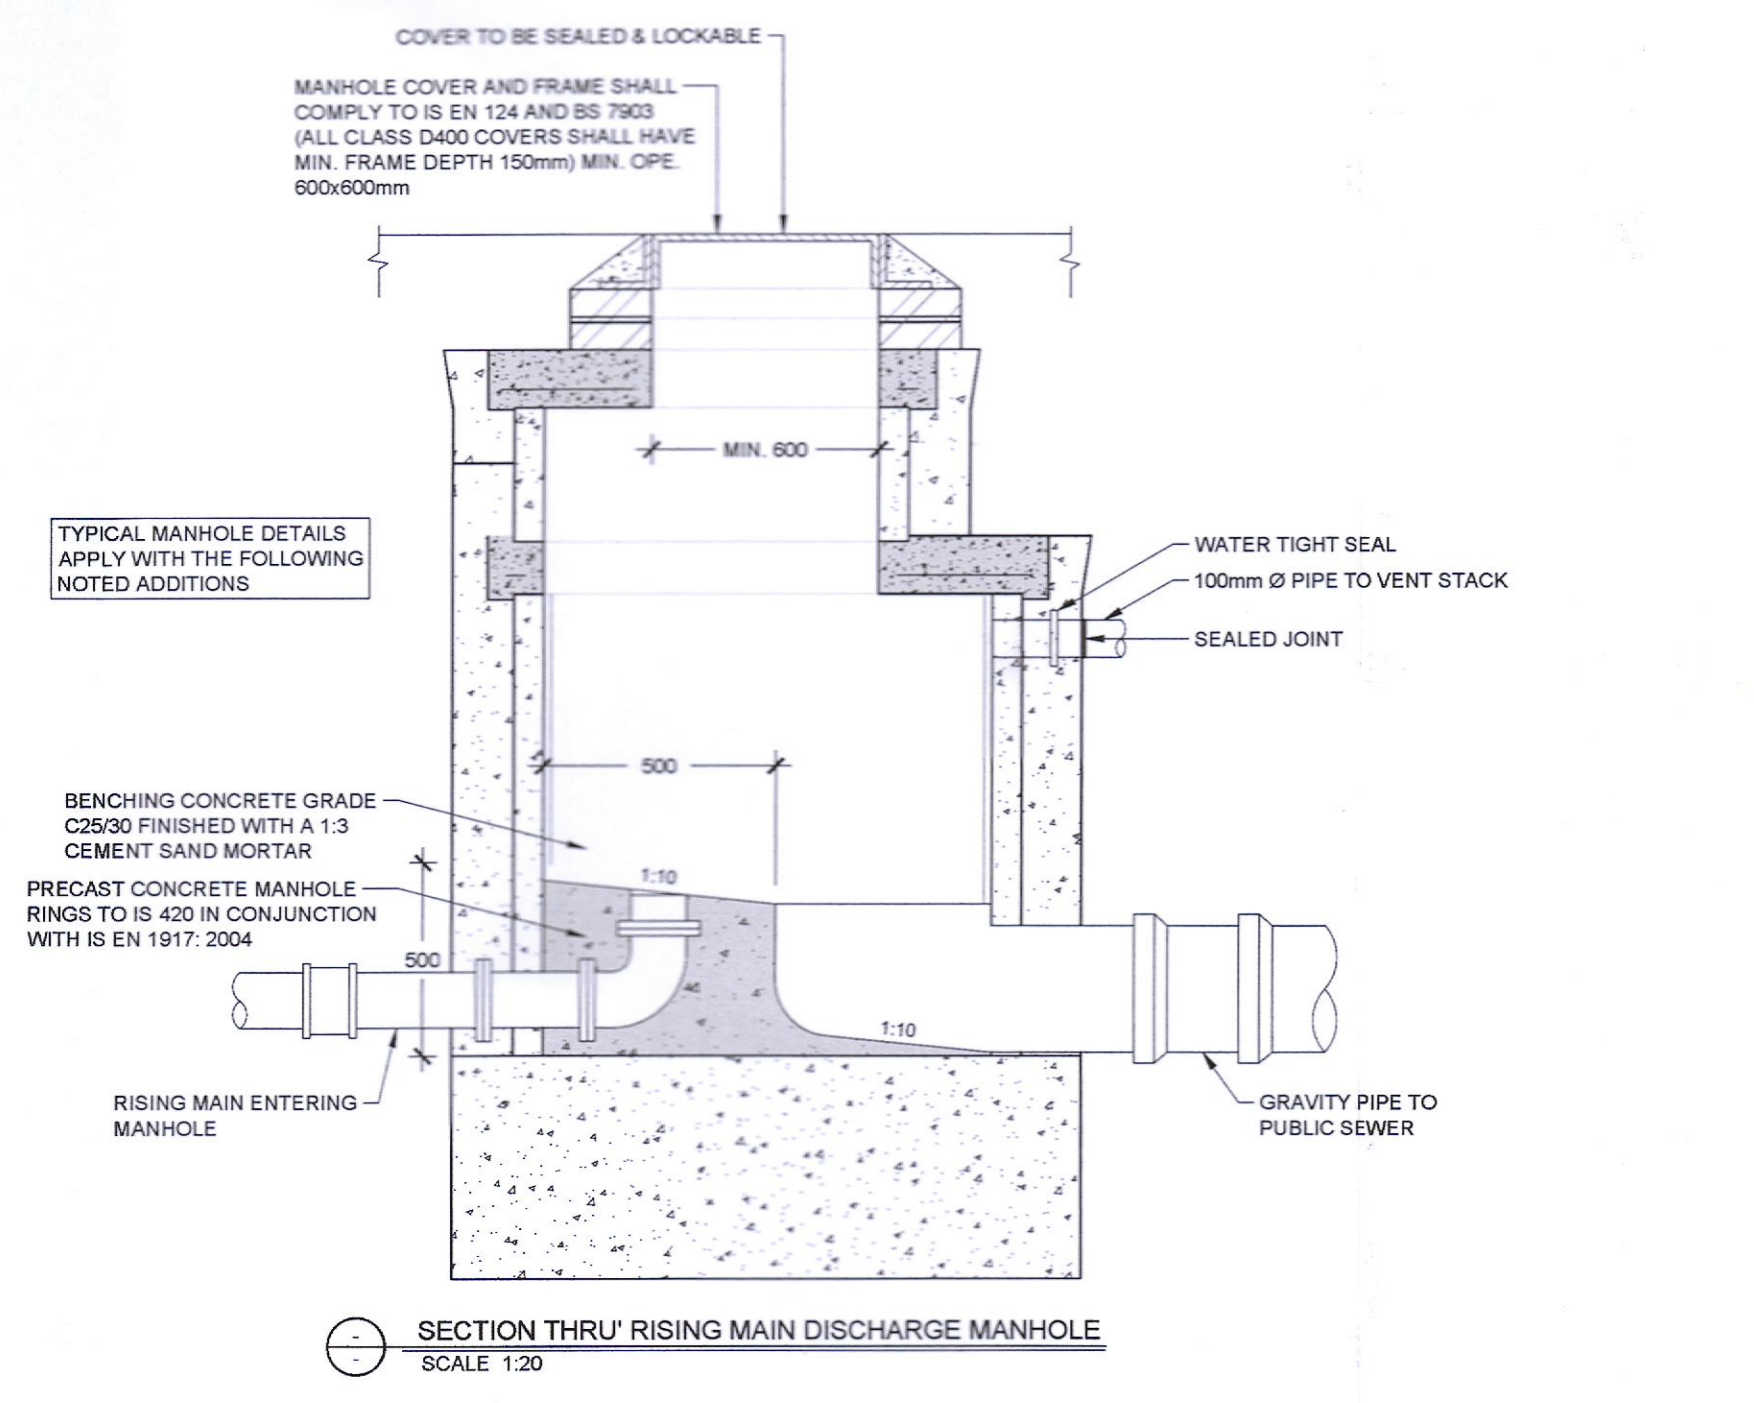 COVER TO BE SEALED & LOCKABLE
MANHOLE COVER AND FRAME SHALL
COMPLY TO IS EN 124 AND BS 7903
(ALL CLASS D400 COVERS SHALL HAVE
MIN. FRAME DEPTH 150mm) MIN. OPE.
600x600mm
MIN. 600
TYPICAL MANHOLE DETAILS
APPLY WITH THE FOLLOWING
NOTED ADDITIONS
WATER TIGHT SEAL
100mm Ø PIPE TO VENT STACK
SEALED JOINT
500
BENCHING CONCRETE GRADE
C25/30 FINISHED WITH A 1:3
CEMENT SAND MORTAR
1:10
PRECAST CONCRETE MANHOLE
RINGS TO IS 420 IN CONJUNCTION
WITH IS EN 1917: 2004
500
1:10
RISING MAIN ENTERING
MANHOLE
GRAVITY PIPE TO
PUBLIC SEWER
SECTION THRU' RISING MAIN DISCHARGE MANHOLE
SCALE 1:20